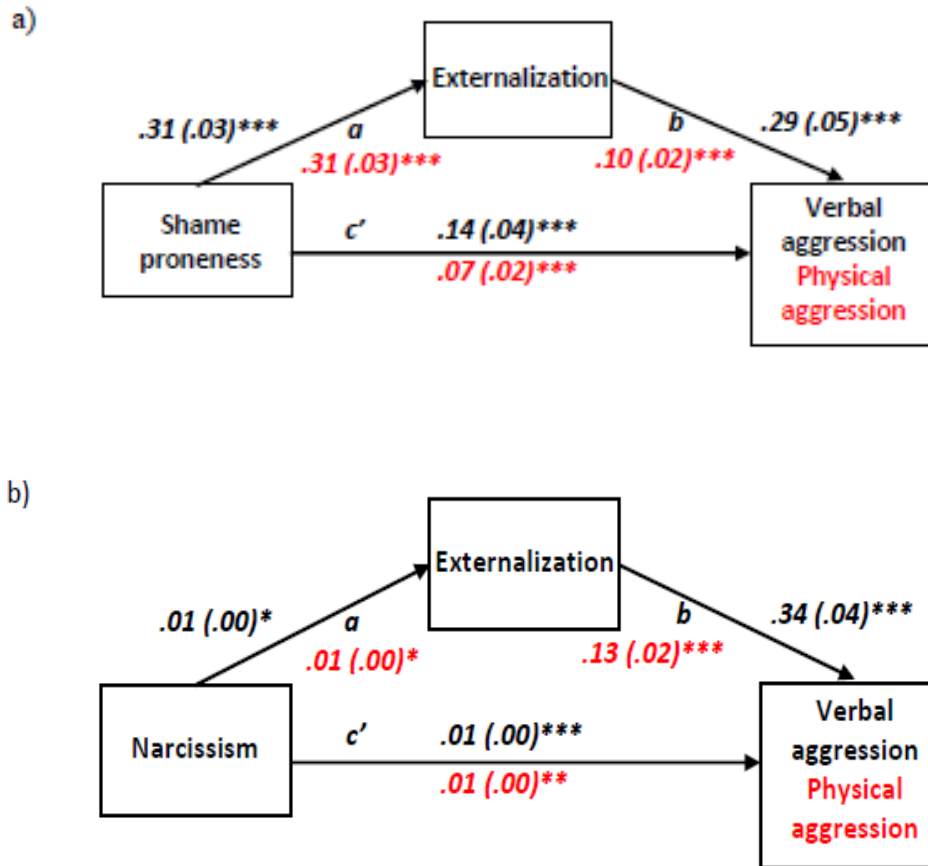 a)
Externalization
.31 (.03)***
a
.31 (.03)***
b
.29 (.05)***
.10 (.02)***
Shame
proneness
c’
.14 (.04)***
.07 (.02)***
Verbal
aggression
Physical
aggression
b)
Externalization
.01 (.00)*
a
.01 (.00)*
b
.34 (.04)***
.13 (.02)***
Narcissism
c’
.01 (.00)***
.01 (.00)**
Verbal
aggression
Physical
aggression